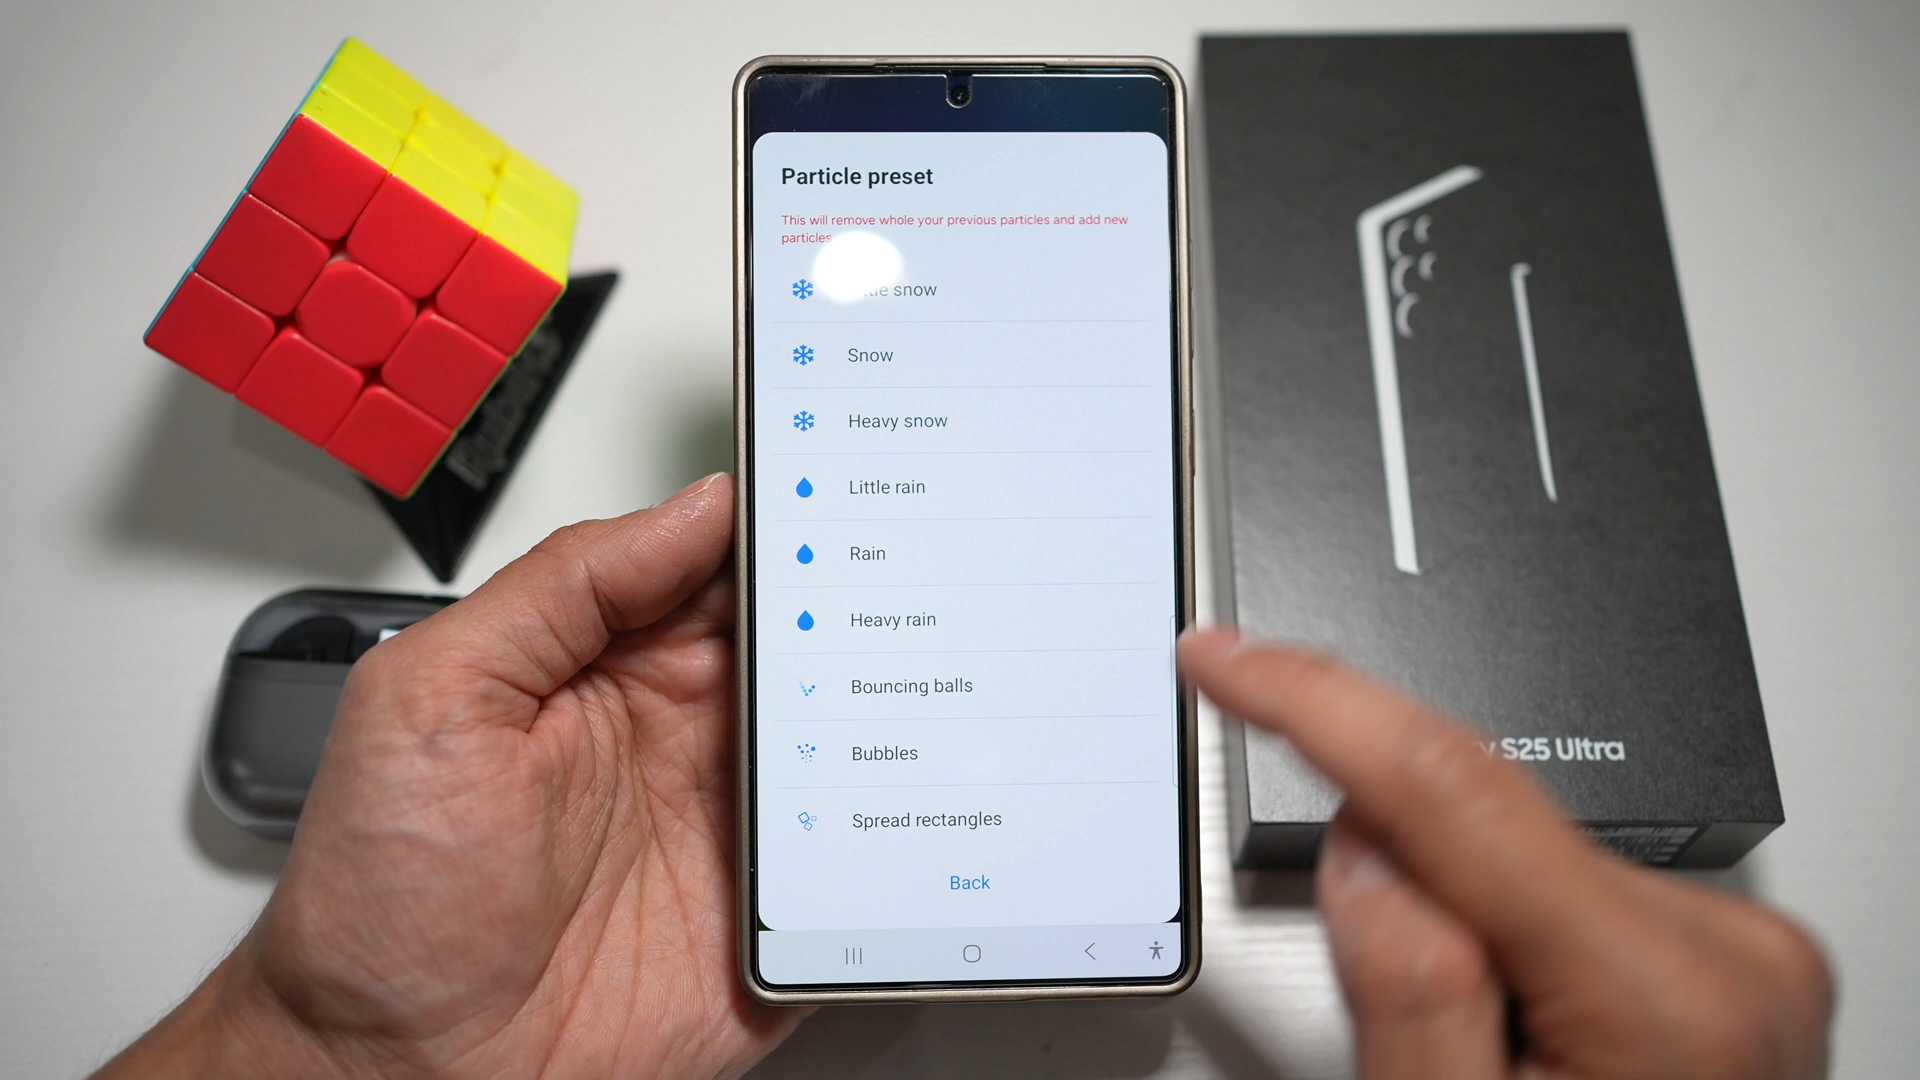 Particle preset
This will remove whole your previous particles and add new
particles
snow
Snow
Heavy snow
Little rain
Rain
Heavy rain
Bouncing balls
Bubbles
Spread rectangles
Back
S25 Ultra